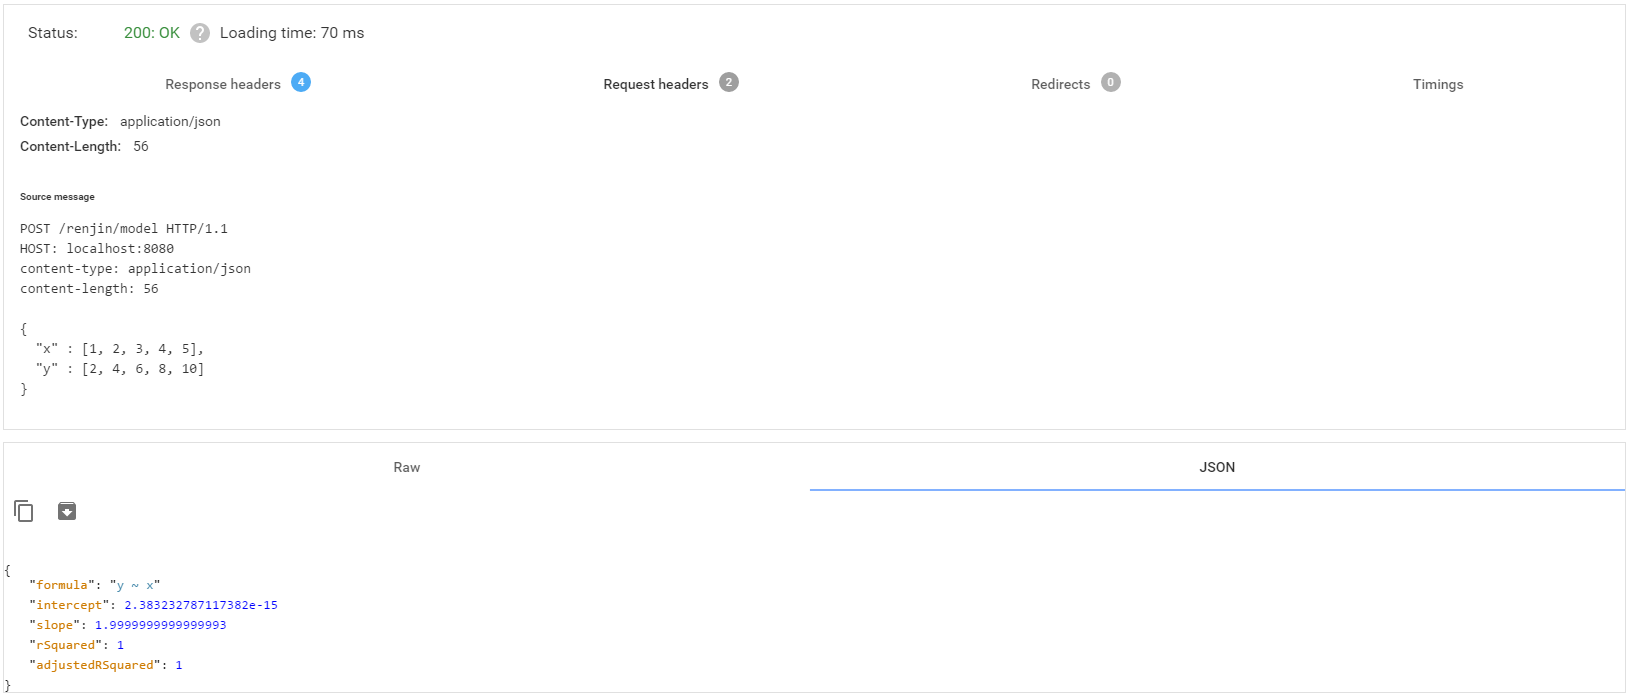 Status: 200: OK ? Loading time: 70 ms
Response headers 4 Request headers 2 Redirects 0 Timings
Content-Type: application/json
Content-Length: 56
Source message
POST /renjin/model HTTP/1.1
HOST: localhost:8080
content-type: application/json
content-length: 56
{
"x" : [1, 2, 3, 4, 5],
"y" : [2, 4, 6, 8, 10]
}
Raw JSON
{
"formula": "y ~ x"
"intercept": 2.383232787117382e-15
"slope": 1.9999999999999993
"rSquared": 1
"adjustedRSquared": 1
}